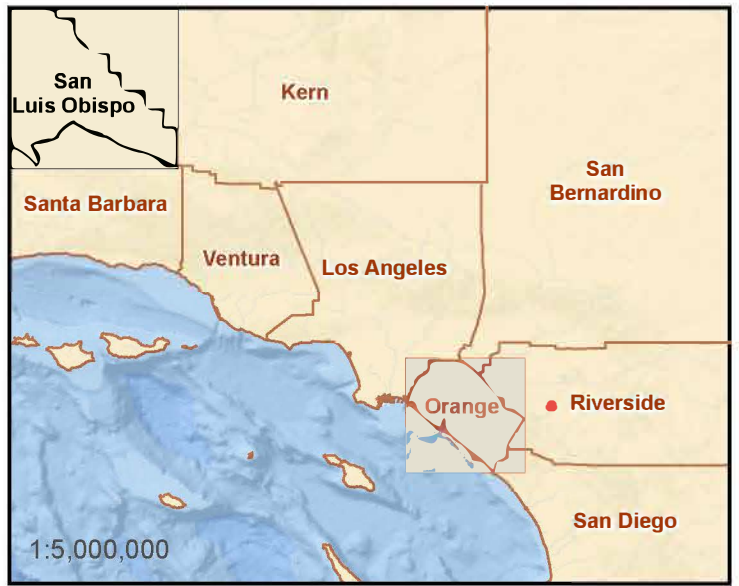 San
Luis Obispo
Kern
San
Bernardino
Santa Barbara
Ventura
Los Angeles
Orange
Riverside
San Diego
1:5,000,000